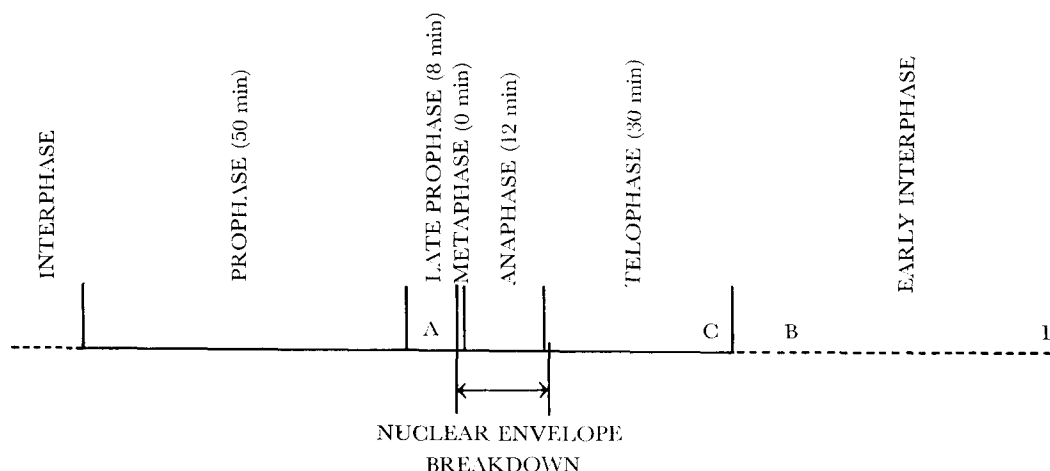 INTERPHASE
PROPHASE (50 min)
LATE PROPHASE (8 min)
METAPHASE (0 min)
ANAPHASE (12 min)
TELOPHASE (30 min)
EARLY INTERPHASE
A
C
B
NUCLEAR ENVELOPE
BREAKDOWN